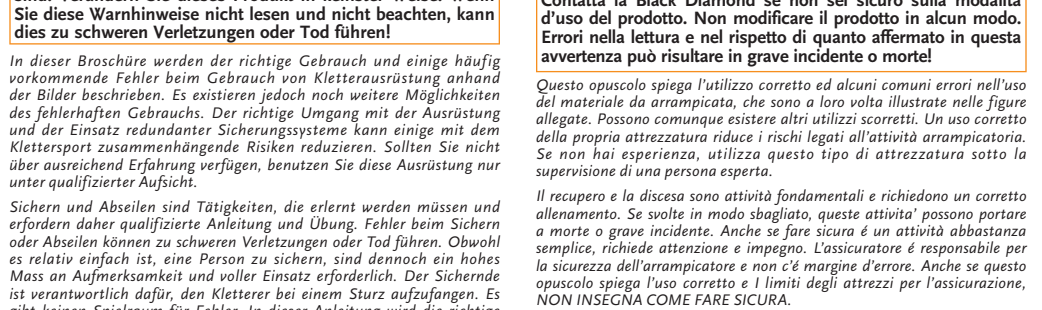 Sie diese Warnhinweise nicht lesen und nicht beachten, kann
dies zu schweren Verletzungen oder Tod führen!
In dieser Broschüre werden der richtige Gebrauch und einige häufig
vorkommende Fehler beim Gebrauch von Kletterausrüstung anhand
der Bilder beschrieben. Es existieren jedoch noch weitere Möglichkeiten
des fehlerhaften Gebrauchs. Der richtige Umgang mit der Ausrüstung
und der Einsatz redundanter Sicherungssysteme kann einige mit dem
Klettersport zusammenhängende Risiken reduzieren. Sollten Sie nicht
über ausreichend Erfahrung verfügen, benutzen Sie diese Ausrüstung nur
unter qualifizierter Aufsicht.
Sichern und Abseilen sind Tätigkeiten, die erlernt werden müssen und
erfordern daher qualifizierte Anleitung und Übung. Fehler beim Sichern
oder Abseilen können zu schweren Verletzungen oder Tod führen. Obwohl
es relativ einfach ist, eine Person zu sichern, sind dennoch ein hohes
Mass an Aufmerksamkeit und voller Einsatz erforderlich. Der Sichernde
ist verantwortlich dafür, den Kletterer bei einem Sturz aufzufangen. Es
gibt keinen Spielraum für Fehler. In dieser Anleitung wird die richtige
Contatta la Black Diamond se non sei sicuro sulla modalità
d'uso del prodotto. Non modificare il prodotto in alcun modo.
Errori nella lettura e nel rispetto di quanto affermato in questa
avvertenza può risultare in grave incidente o morte!
Questo opuscolo spiega l'utilizzo corretto ed alcuni comuni errori nell'uso
del materiale da arrampicata, che sono a loro volta illustrate nelle figure
allegate. Possono comunque esistere altri utilizzi scorretti. Un uso corretto
della propria attrezzatura riduce i rischi legati all'attività arrampicatoria.
Se non hai esperienza, utilizza questo tipo di attrezzatura sotto la
supervisione di una persona esperta.
Il recupero e la discesa sono attività fondamentali e richiedono un corretto
allenamento. Se svolte in modo sbagliato, queste attivita' possono portare
a morte o grave incidente. Anche se fare sicura é un attività abbastanza
semplice, richiede attenzione e impegno. L'assicuratore é responsabile per
la sicurezza dell'arrampicatore e non c'é margine d'errore. Anche se questo
opuscolo spiega l'uso corretto e I limiti degli attrezzi per l'assicurazione,
NON INSEGNA COME FARE SICURA.